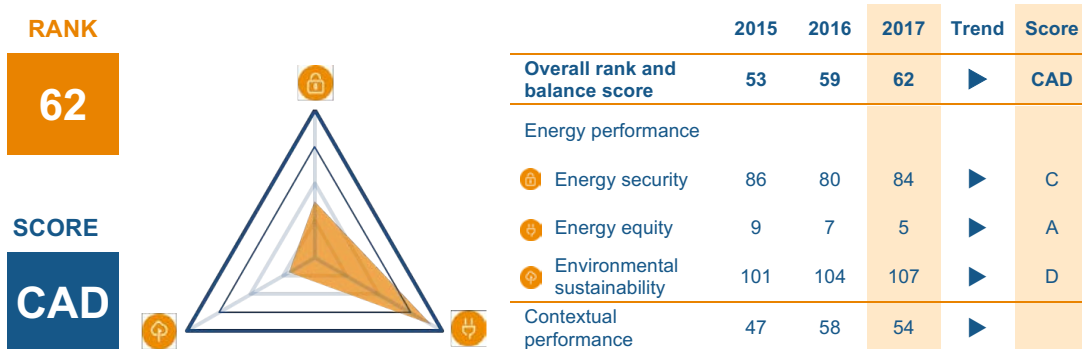 RANK
62
SCORE
CAD
2015 2016 2017 Trend Score
Overall rank and
balance score 53 59 62 CAD
Energy performance
Energy security 86 80 84 C
Energy equity 9 7 5 A
Environmental
sustainability 101 104 107 D
Contextual
performance 47 58 54